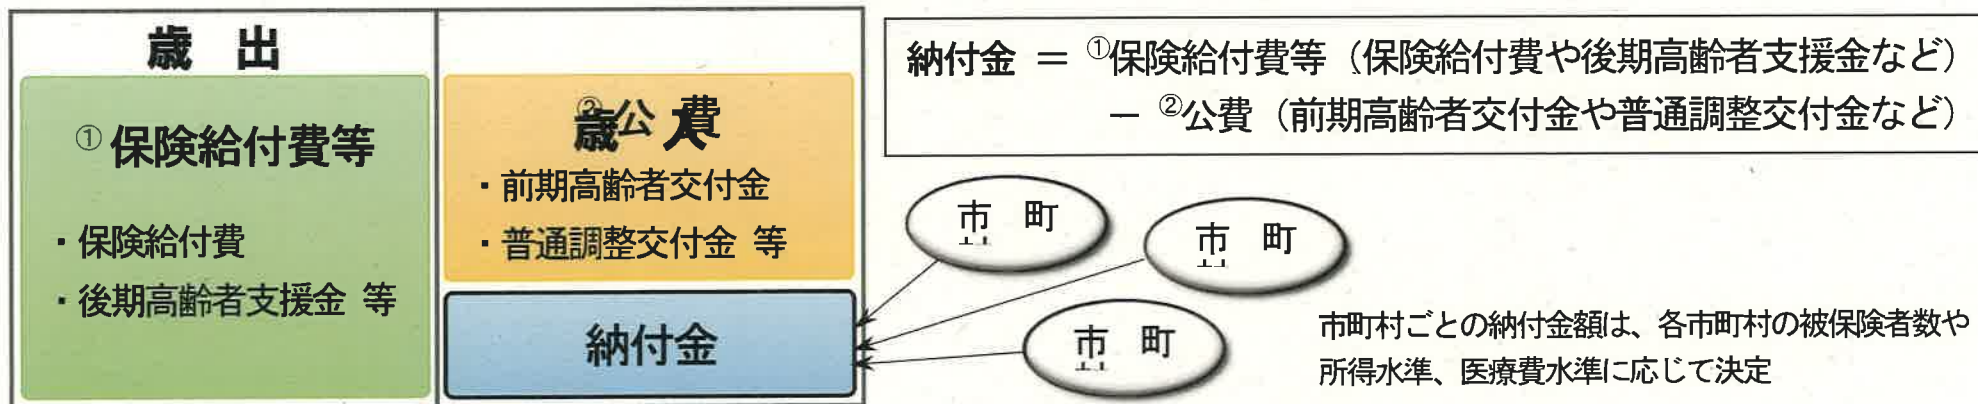 歳 出
①保険給付費等
・保険給付費
・後期高齢者支援金 等
歳 入
②公 費
・前期高齢者交付金
・普通調整交付金 等
納付金
納付金 ＝ ①保険給付費等（保険給付費や後期高齢者支援金など）
－ ②公費（前期高齢者交付金や普通調整交付金など）
市 町
市 町
市 町
市町村ごとの納付金額は、各市町村の被保険者数や
所得水準、医療費水準に応じて決定